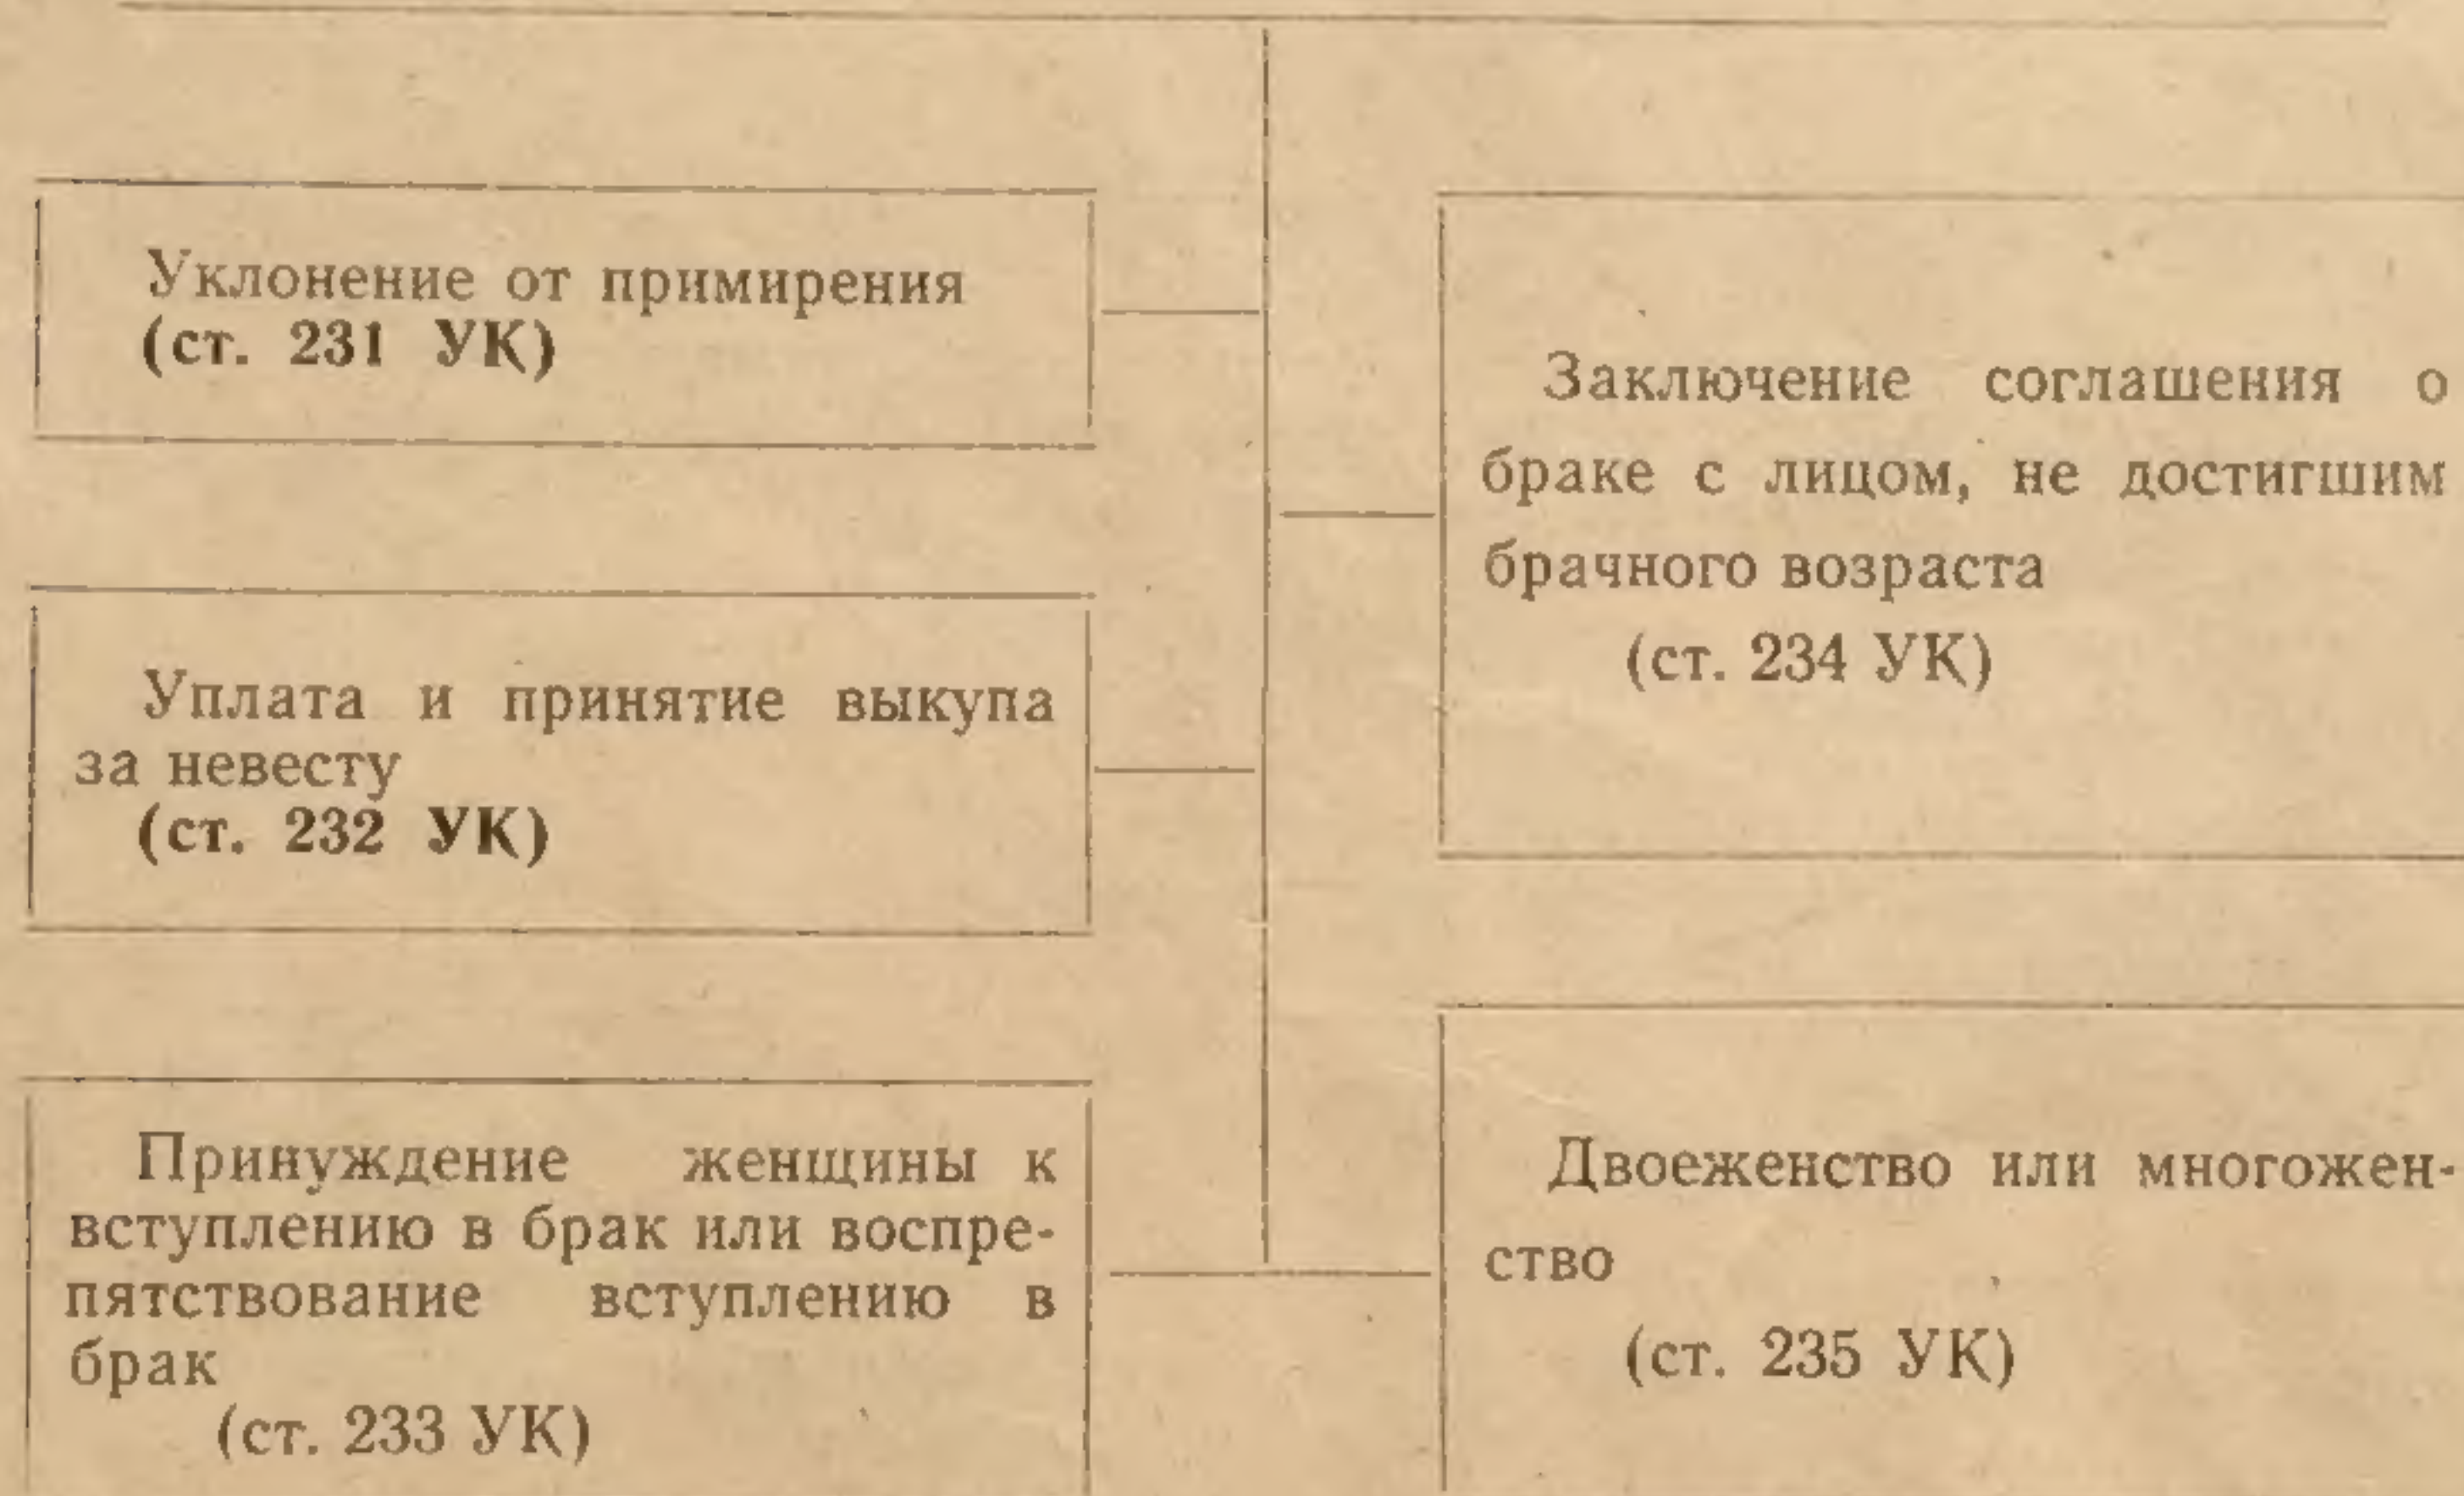 Уклонение от примирения
(ст. 231 УК)
Уплата и принятие выкупа
за невесту
(ст. 232 УК)
Принуждение женщины к
вступлению в брак или воспре-
пятствование вступлению в
брак
(ст. 233 УК)
Заключение соглашения о
браке с лицом, не достигшим
брачного возраста
(ст. 234 УК)
Двоеженство или многожен-
ство
(ст. 235 УК)